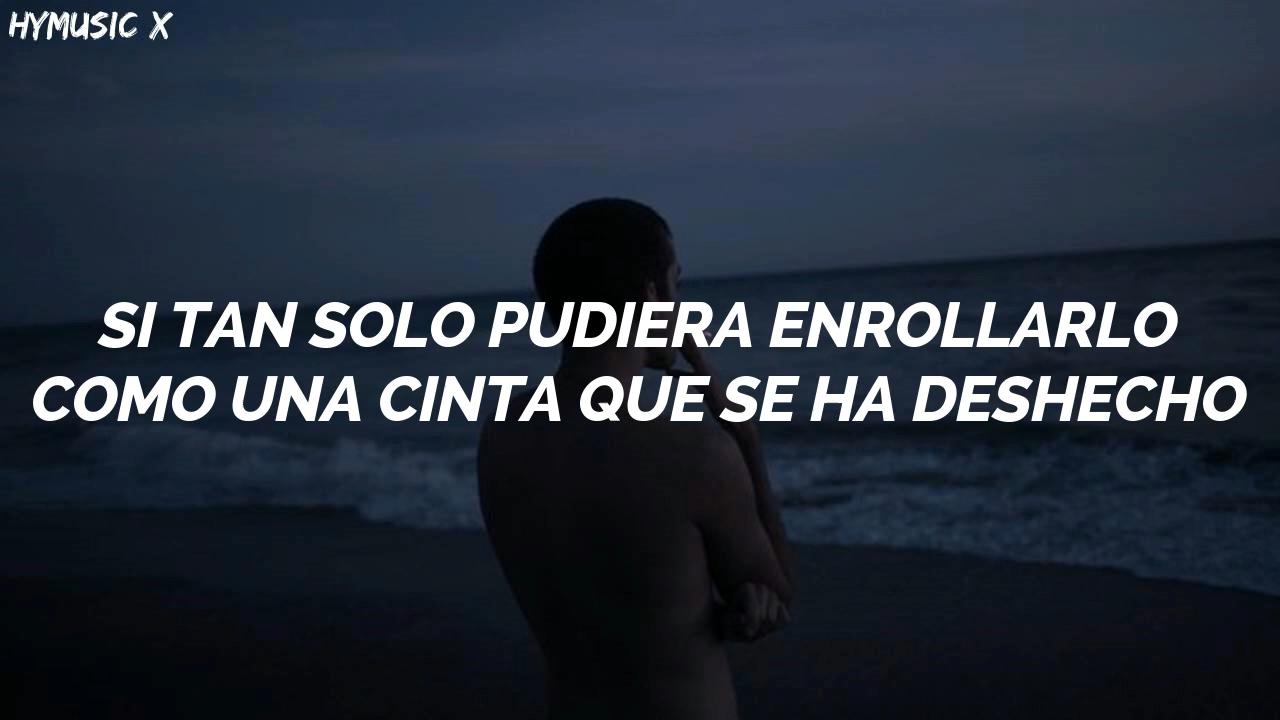 HYMUSIC X
SI TAN SOLO PUDIERA ENROLLARLO
COMO UNA CINTA QUE SE HA DESHECHO